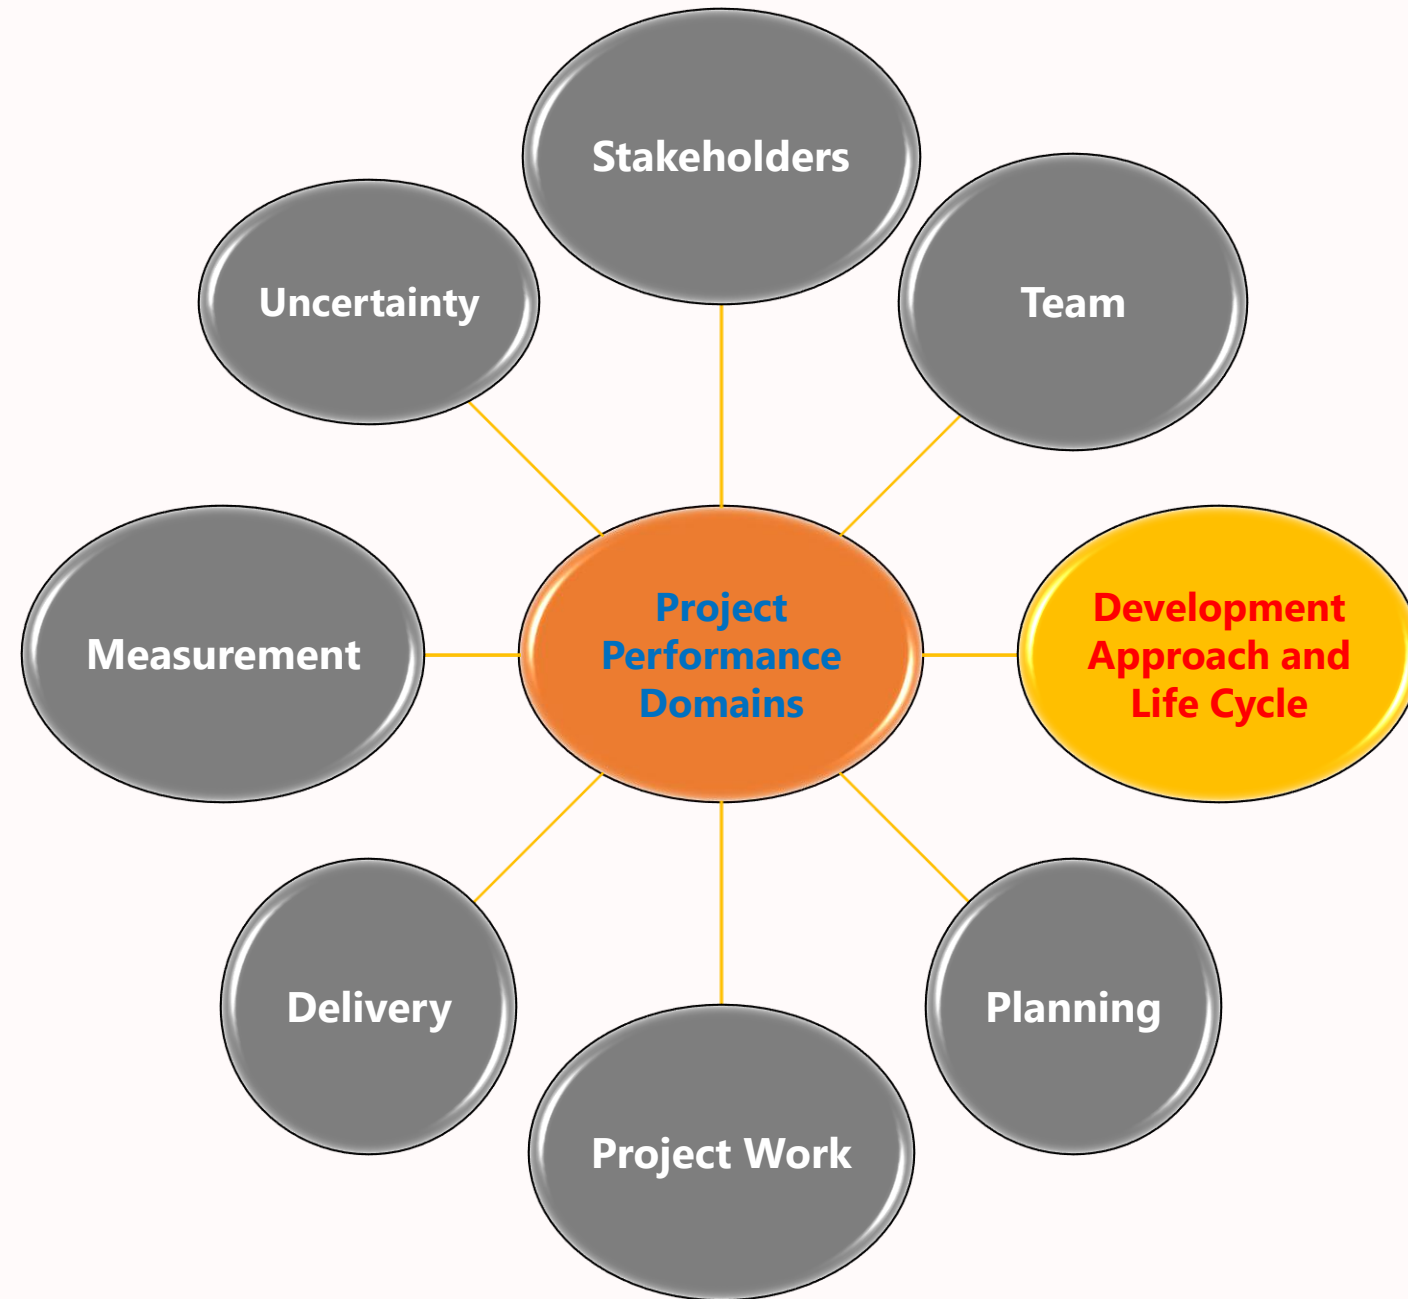 Stakeholders
Uncertainty
Team
Measurement
Project
Performance
Domains
Development
Approach and
Life Cycle
Delivery
Planning
Project Work